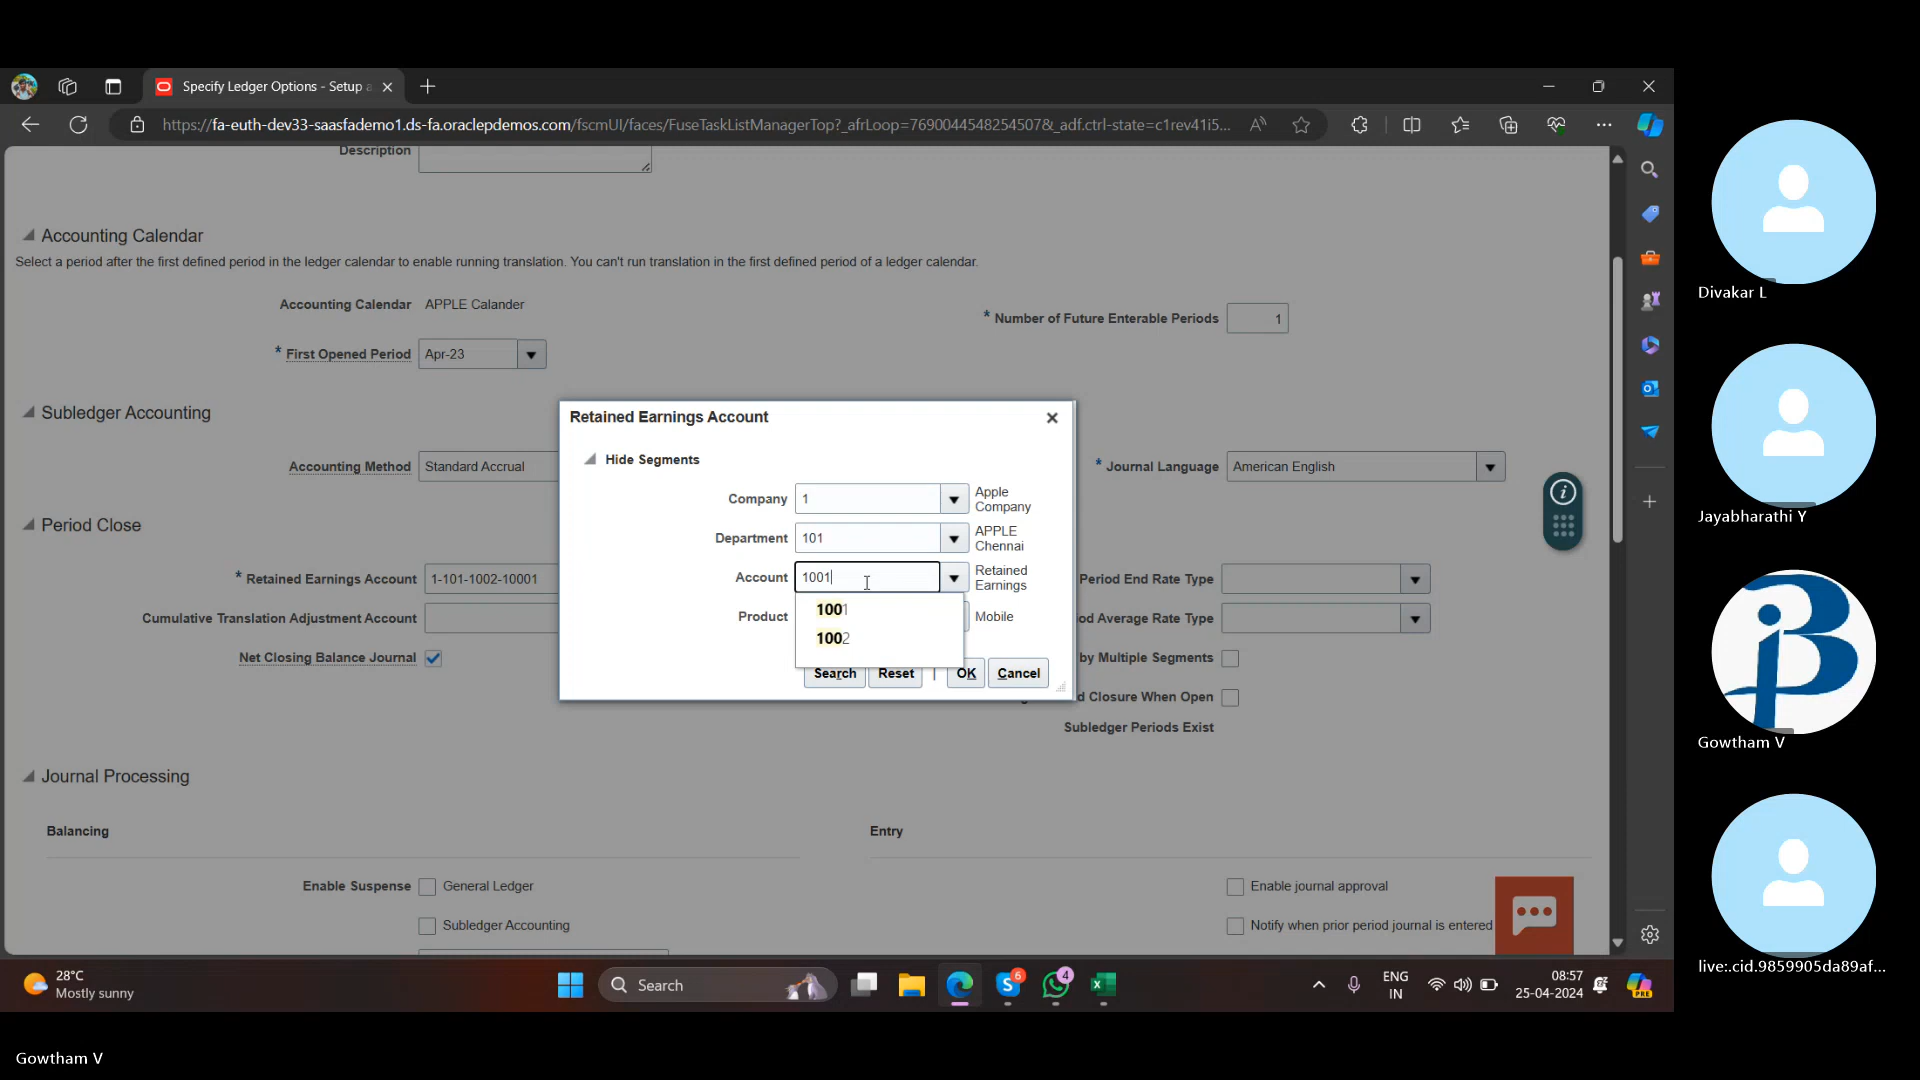 Specify Ledger Options - Setup a
https://fa-euth-dev33-saasfademo1.ds-fa.oraclepdemos.com/fscmUI/faces/FuseTaskListManagerTop?_afrLoop=7690044548254507&_adf.ctrl-state=c1rev41i5...
Description
Accounting Calendar
Select a period after the first defined period in the ledger calendar to enable running translation. You can't run translation in the first defined period of a ledger calendar.
Accounting Calendar APPLE Calander
* Number of Future Enterable Periods 1
* First Opened Period Apr-23
Subledger Accounting
Accounting Method Standard Accrual
* Journal Language American English
Period Close
* Retained Earnings Account 1-101-1002-10001
Period End Rate Type
Cumulative Translation Adjustment Account
od Average Rate Type
Net Closing Balance Journal
by Multiple Segments
d Closure When Open
Subledger Periods Exist
Retained Earnings Account
Hide Segments
Company 1 Apple
Company
Department 101 APPLE
Chennai
Account 1001 Retained
Earnings
1001
1002
Product Mobile
Search Reset | OK Cancel
Journal Processing
Balancing
Entry
Enable Suspense General Ledger
Enable journal approval
Subledger Accounting
Notify when prior period journal is entered
28°C
Mostly sunny
Search
6
4
ENG
IN
08:57
25-04-2024
PRE
Divakar L
Jayabharathi Y
Gowtham V
live:.cid.9859905da89af...
Gowtham V